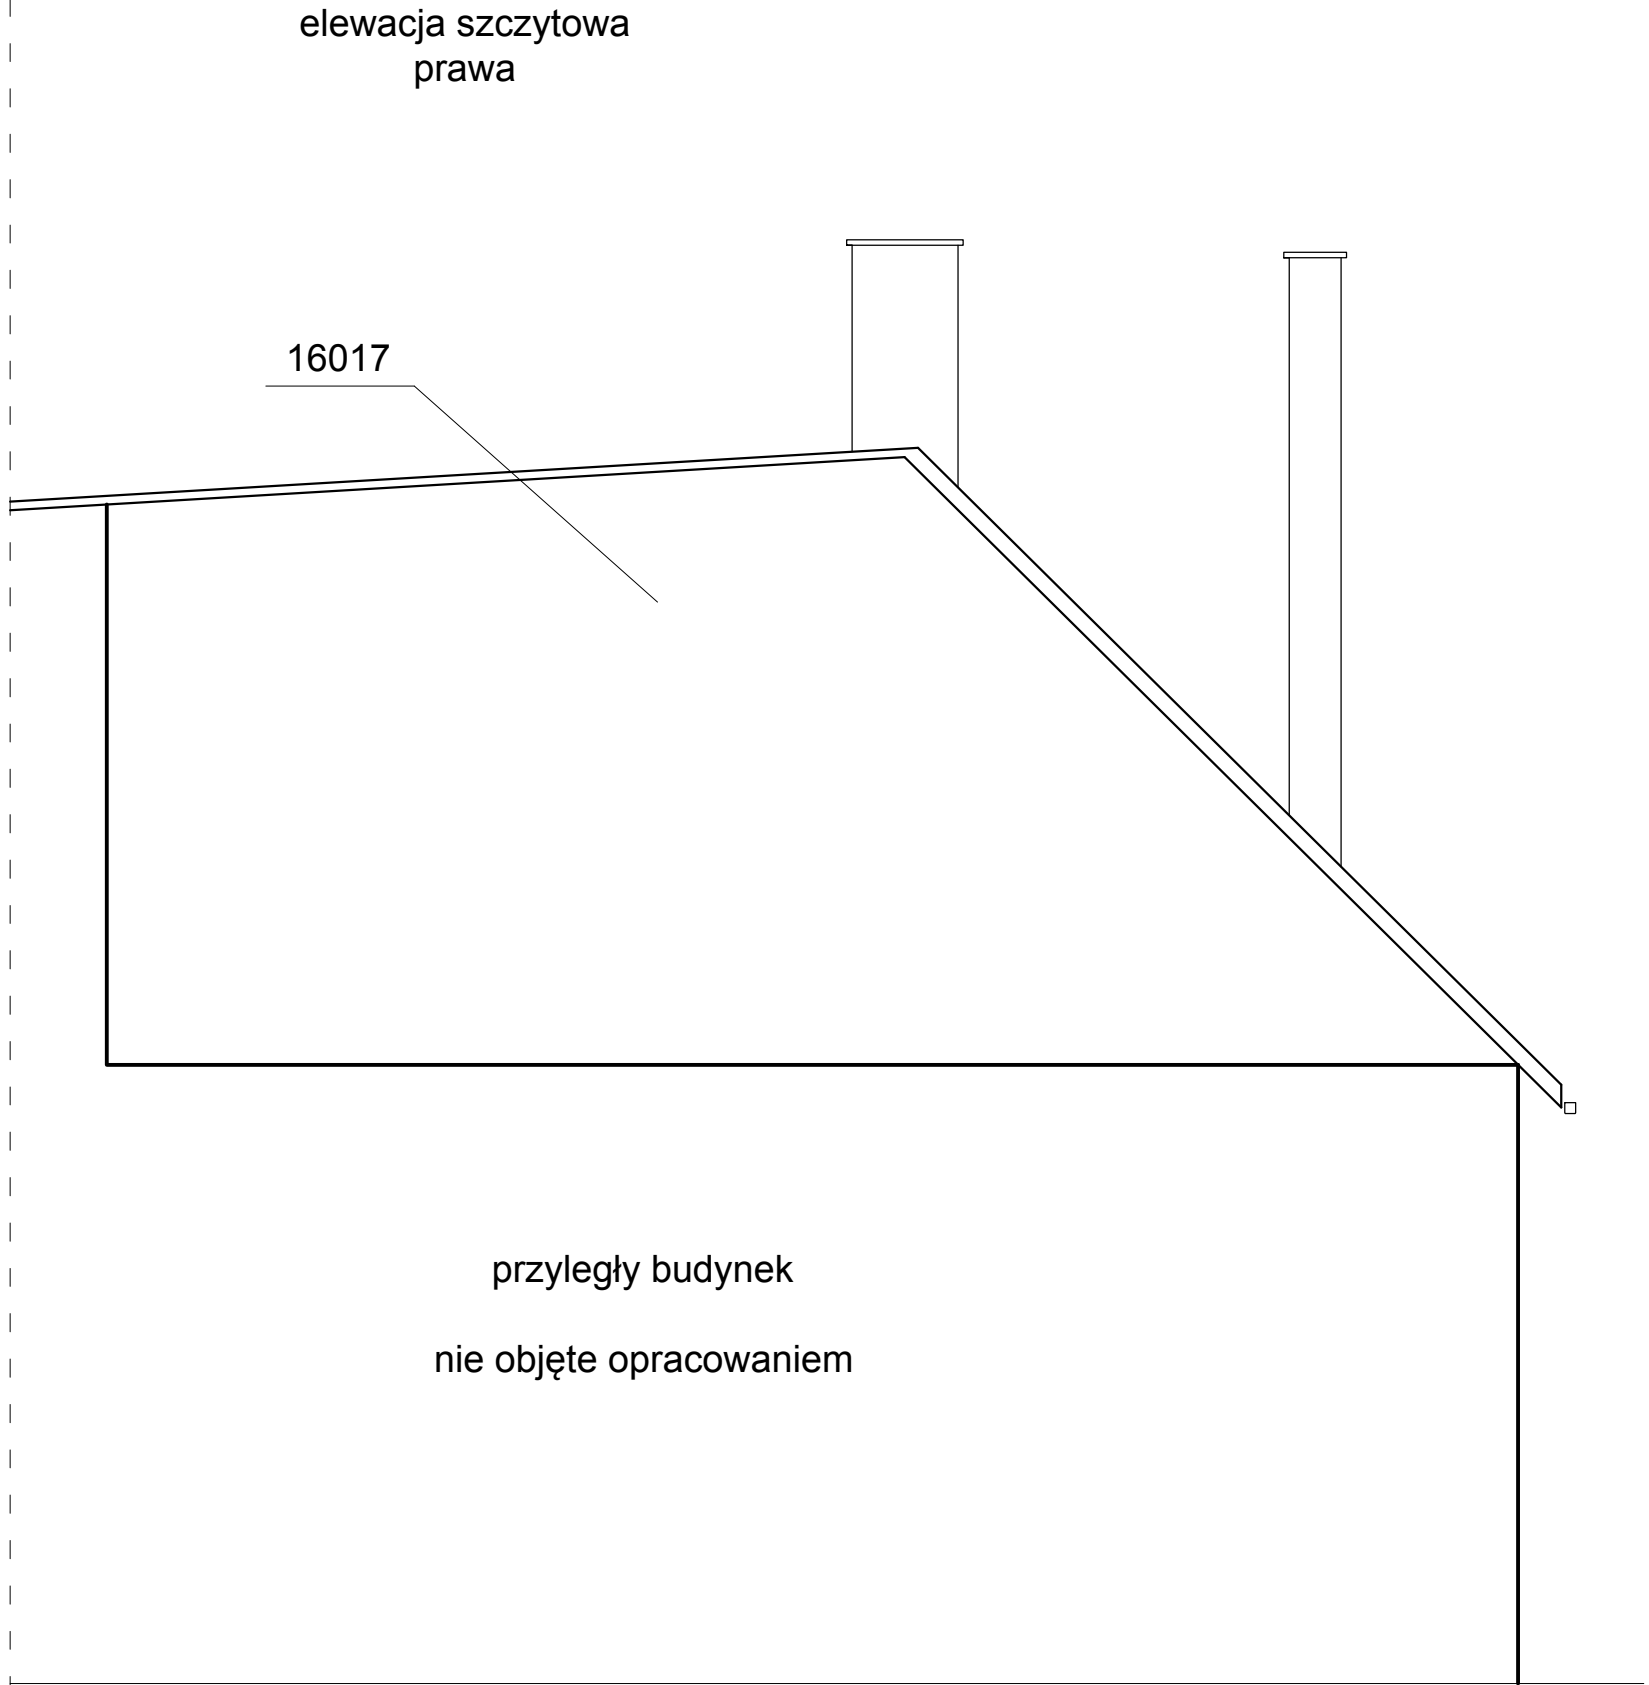 elewacja szczytowa
prawa
16017
przyległy budynek
nie objęte opracowaniem